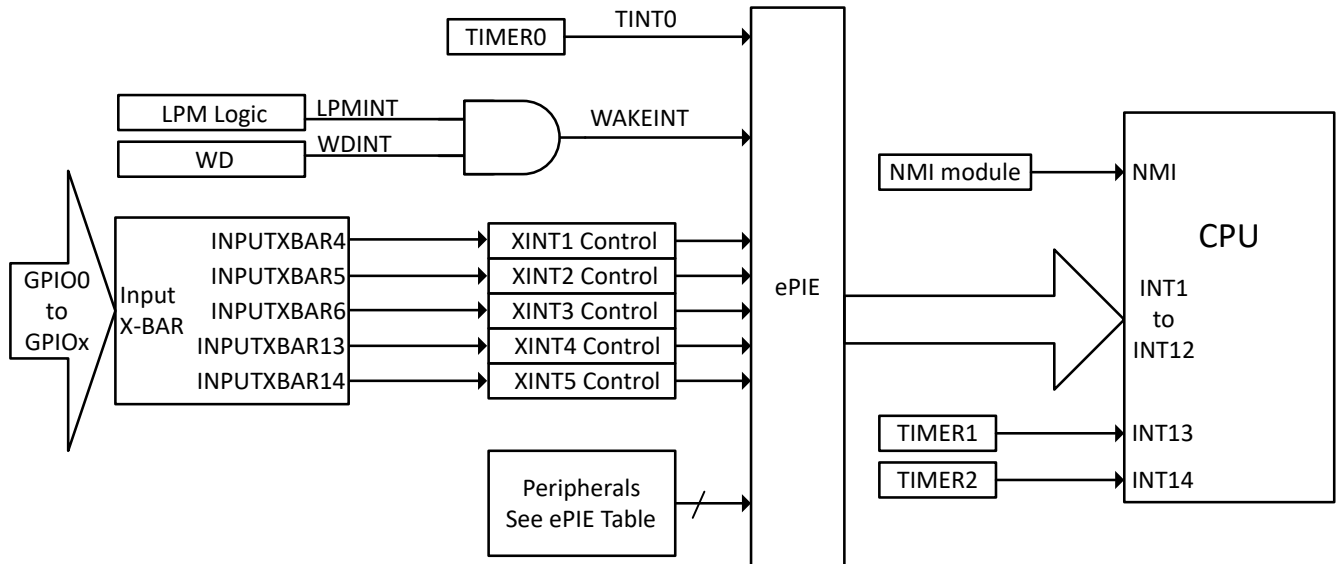 TIMER0
TINT0
LPM Logic
LPMINT
WD
WDINT
WAKEINT
GPIO0
to
GPIOx
Input
X-BAR
INPUTXBAR4
INPUTXBAR5
INPUTXBAR6
INPUTXBAR13
INPUTXBAR14
XINT1 Control
XINT2 Control
XINT3 Control
XINT4 Control
XINT5 Control
Peripherals
See ePIE Table
ePIE
NMI module
NMI
CPU
INT1
to
INT12
TIMER1
INT13
TIMER2
INT14